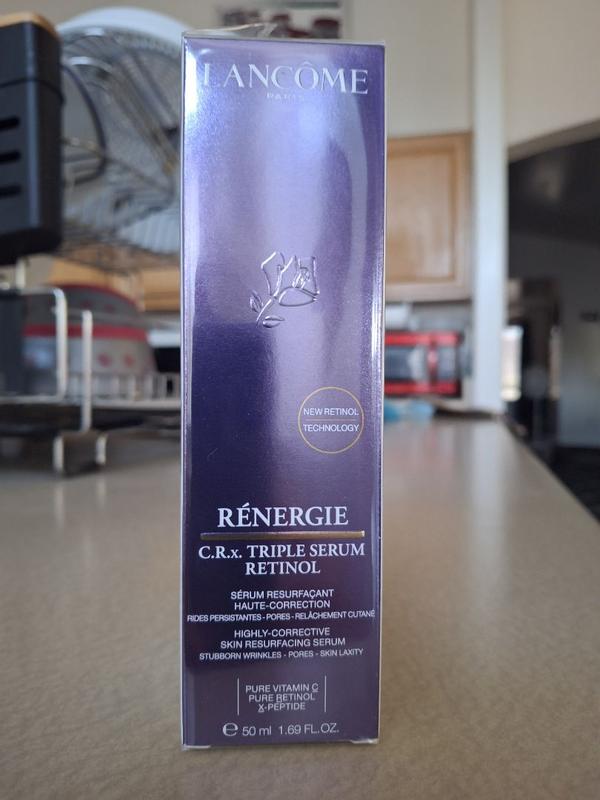 LANCÔME
PARIS
NEW RETINOL
TECHNOLOGY
RÉNERGIE
C.R.x. TRIPLE SERUM
RETINOL
SÉRUM RESURFAÇANT
HAUTE-CORRECTION
RIDES PERSISTANTES - PORES - RELÂCHEMENT CUTANÉ
HIGHLY-CORRECTIVE
SKIN RESURFACING SERUM
STUBBORN WRINKLES - PORES - SKIN LAXITY
PURE VITAMIN C
PURE RETINOL
X-PEPTIDE
℮ 50 ml 1.69 FL.OZ.